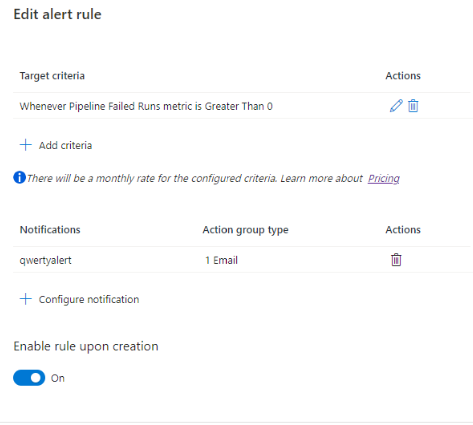 Edit alert rule
Target criteria Actions
Whenever Pipeline Failed Runs metric is Greater Than 0
Add criteria
There will be a monthly rate for the configured criteria. Learn more about Pricing
Notifications Action group type Actions
qwertyalert 1 Email
Configure notification
Enable rule upon creation
On